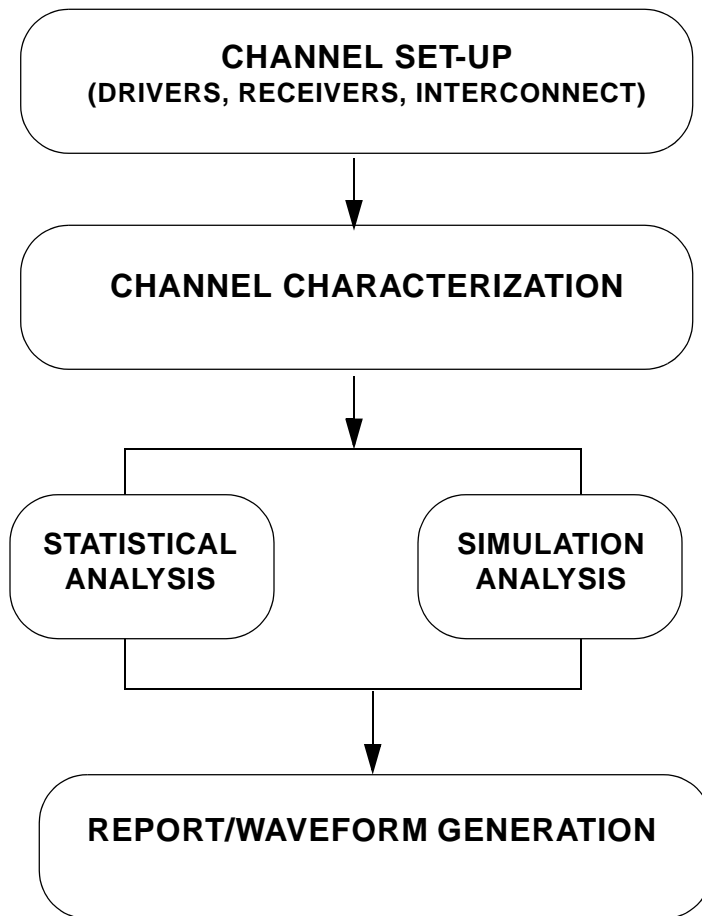 CHANNEL SET-UP
(DRIVERS, RECEIVERS, INTERCONNECT)
CHANNEL CHARACTERIZATION
STATISTICAL
ANALYSIS
SIMULATION
ANALYSIS
REPORT/WAVEFORM GENERATION